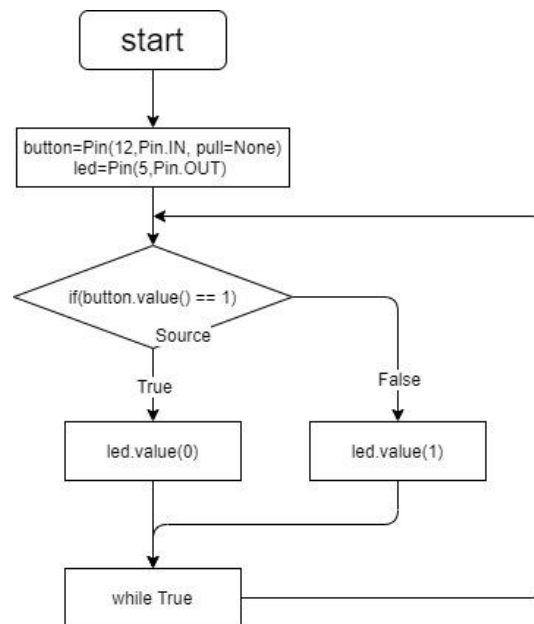 start
button=Pin(12,Pin.IN, pull=None)
led=Pin(5,Pin.OUT)
if(button.value() == 1)
Source
True
False
led.value(0)
led.value(1)
while True